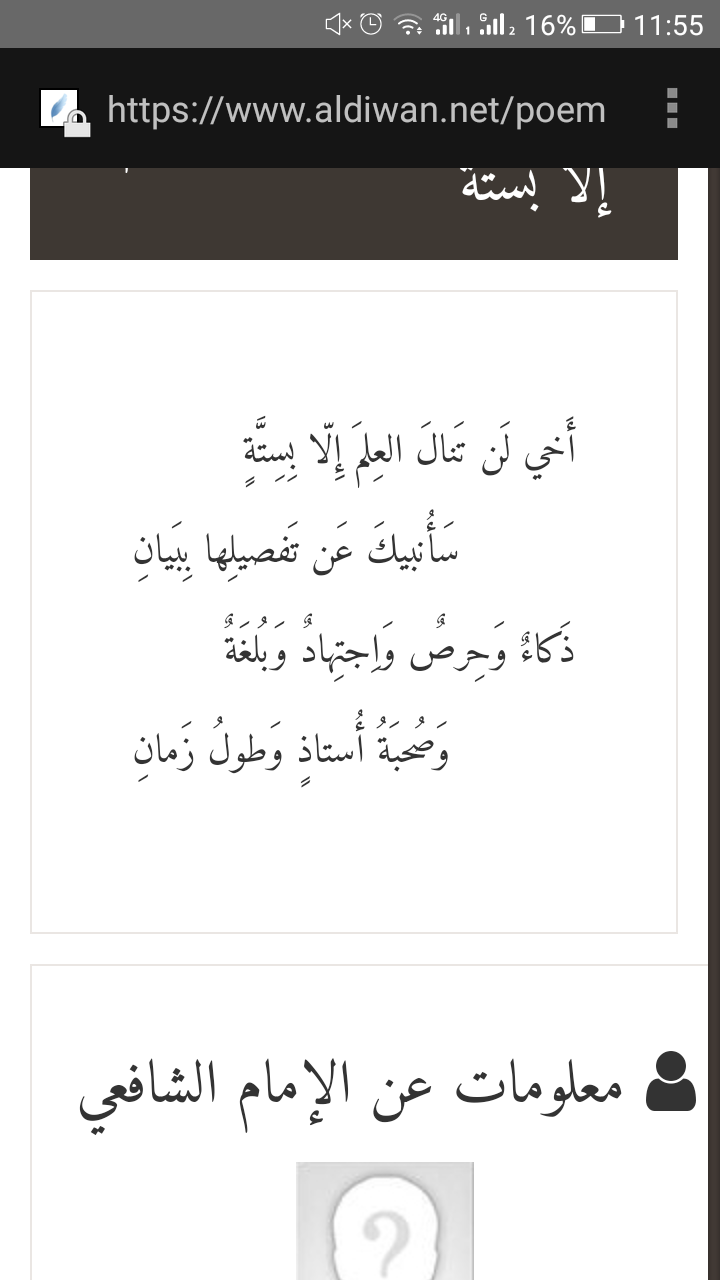 4G 1 G 2 16% 11:55
https://www.aldiwan.net/poem
إلا بستة
أَخي لَن تَنالَ العِلمَ إِلّا بِسِتَّةٍ
سَأُنبيكَ عَن تَفصيلِها بِبَيانِ
ذَكاءٌ وَحِرصٌ وَاِجتِهادٌ وَبُلغَةٌ
وَصُحبَةُ أُستاذٍ وَطولُ زَمانِ
معلومات عن الإمام الشافعي
?